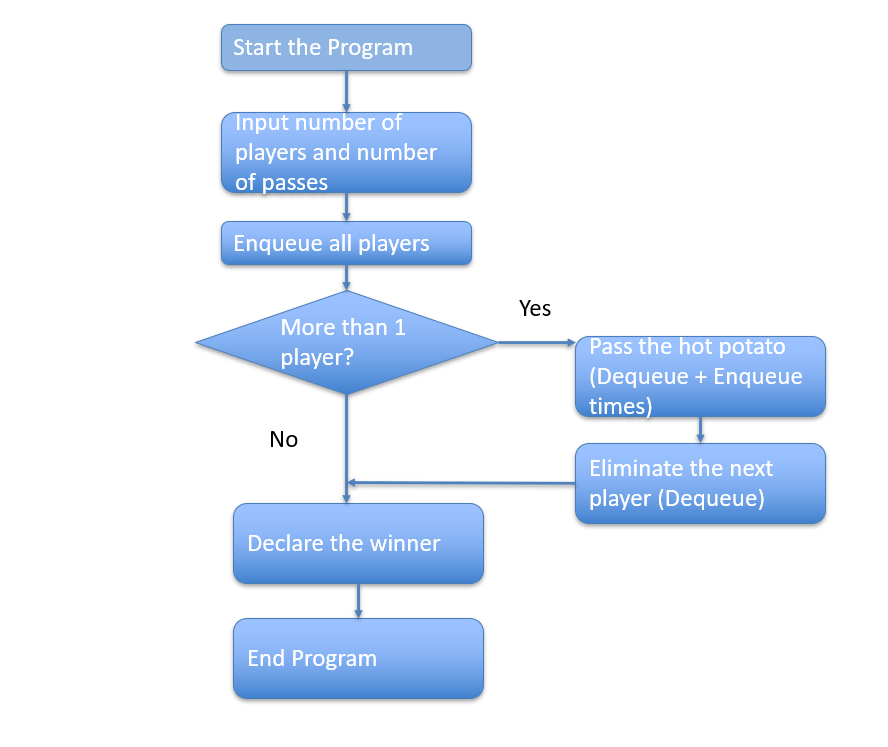 Start the Program
Input number of
players and number
of passes
Enqueue all players
More than 1
player?
Yes
Pass the hot potato
(Dequeue + Enqueue
times)
No
Eliminate the next
player (Dequeue)
Declare the winner
End Program